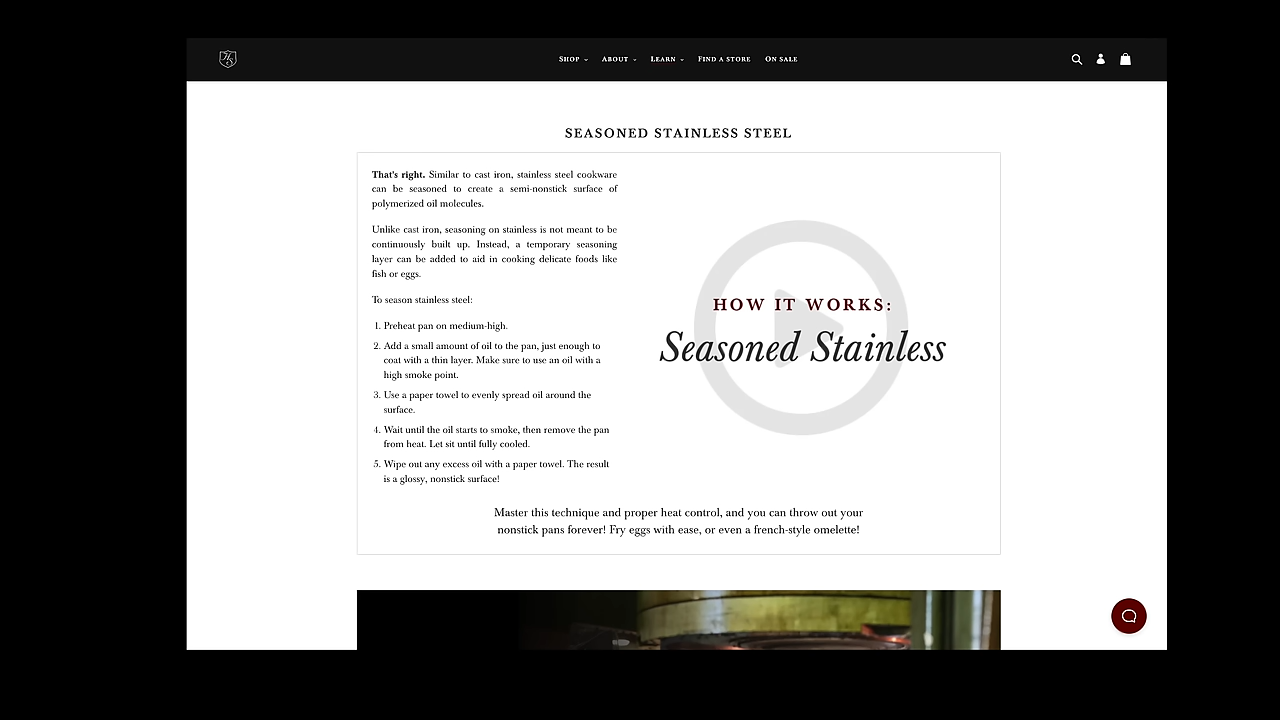 SHOP ABOUT LEARN FIND A STORE ON SALE
SEASONED STAINLESS STEEL
That's right. Similar to cast iron, stainless steel cookware
can be seasoned to create a semi-nonstick surface of
polymerized oil molecules.
Unlike cast iron, seasoning on stainless is not meant to be
continuously built up. Instead, a temporary seasoning
layer can be added to aid in cooking delicate foods like
fish or eggs.
To season stainless steel:
1. Preheat pan on medium-high.
2. Add a small amount of oil to the pan, just enough to
coat with a thin layer. Make sure to use an oil with a
high smoke point.
3. Use a paper towel to evenly spread oil around the
surface.
4. Wait until the oil starts to smoke, then remove the pan
from heat. Let sit until fully cooled.
5. Wipe out any excess oil with a paper towel. The result
is a glossy, nonstick surface!
HOW IT WORKS:
Seasoned Stainless
Master this technique and proper heat control, and you can throw out your
nonstick pans forever! Fry eggs with ease, or even a french-style omelette!